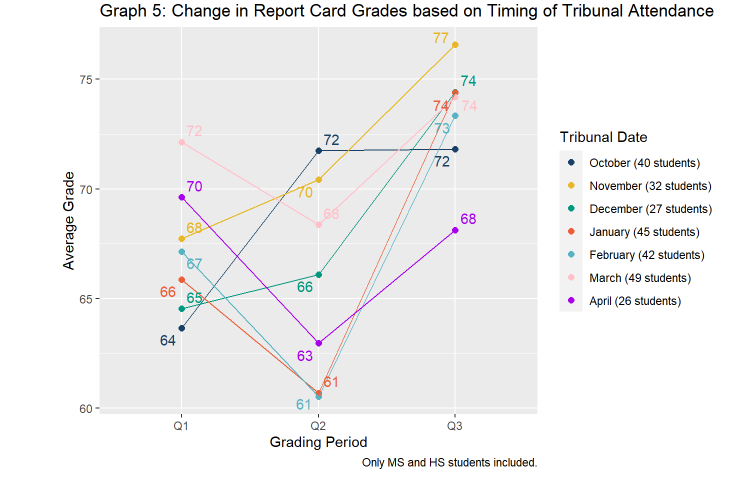 Graph 5: Change in Report Card Grades based on Timing of Tribunal Attendance
77
75
74
74
74
73
72
72
72
70
70
70
68
68
68
67
66
66
65
65
64
63
61
61
60
Average Grade
Q1
Q2
Q3
Grading Period
Only MS and HS students included.
Tribunal Date
October (40 students)
November (32 students)
December (27 students)
January (45 students)
February (42 students)
March (49 students)
April (26 students)